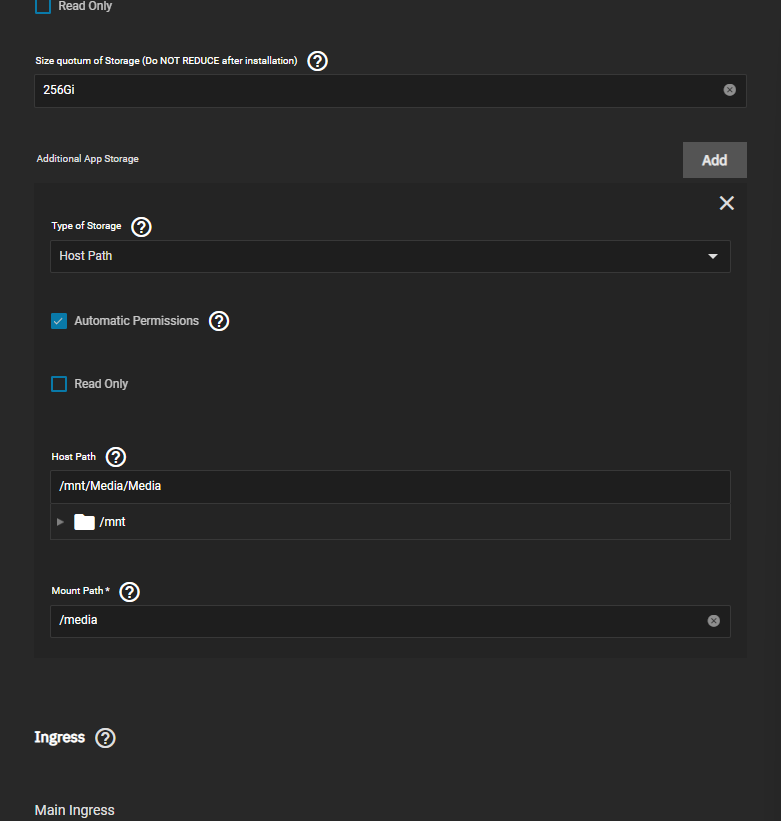 Read Only
Size quotum of Storage (Do NOT REDUCE after installation)
256Gi
Additional App Storage
Add
Type of Storage
Host Path
Automatic Permissions
Read Only
Host Path
/mnt/Media/Media
/mnt
Mount Path *
/media
Ingress
Main Ingress